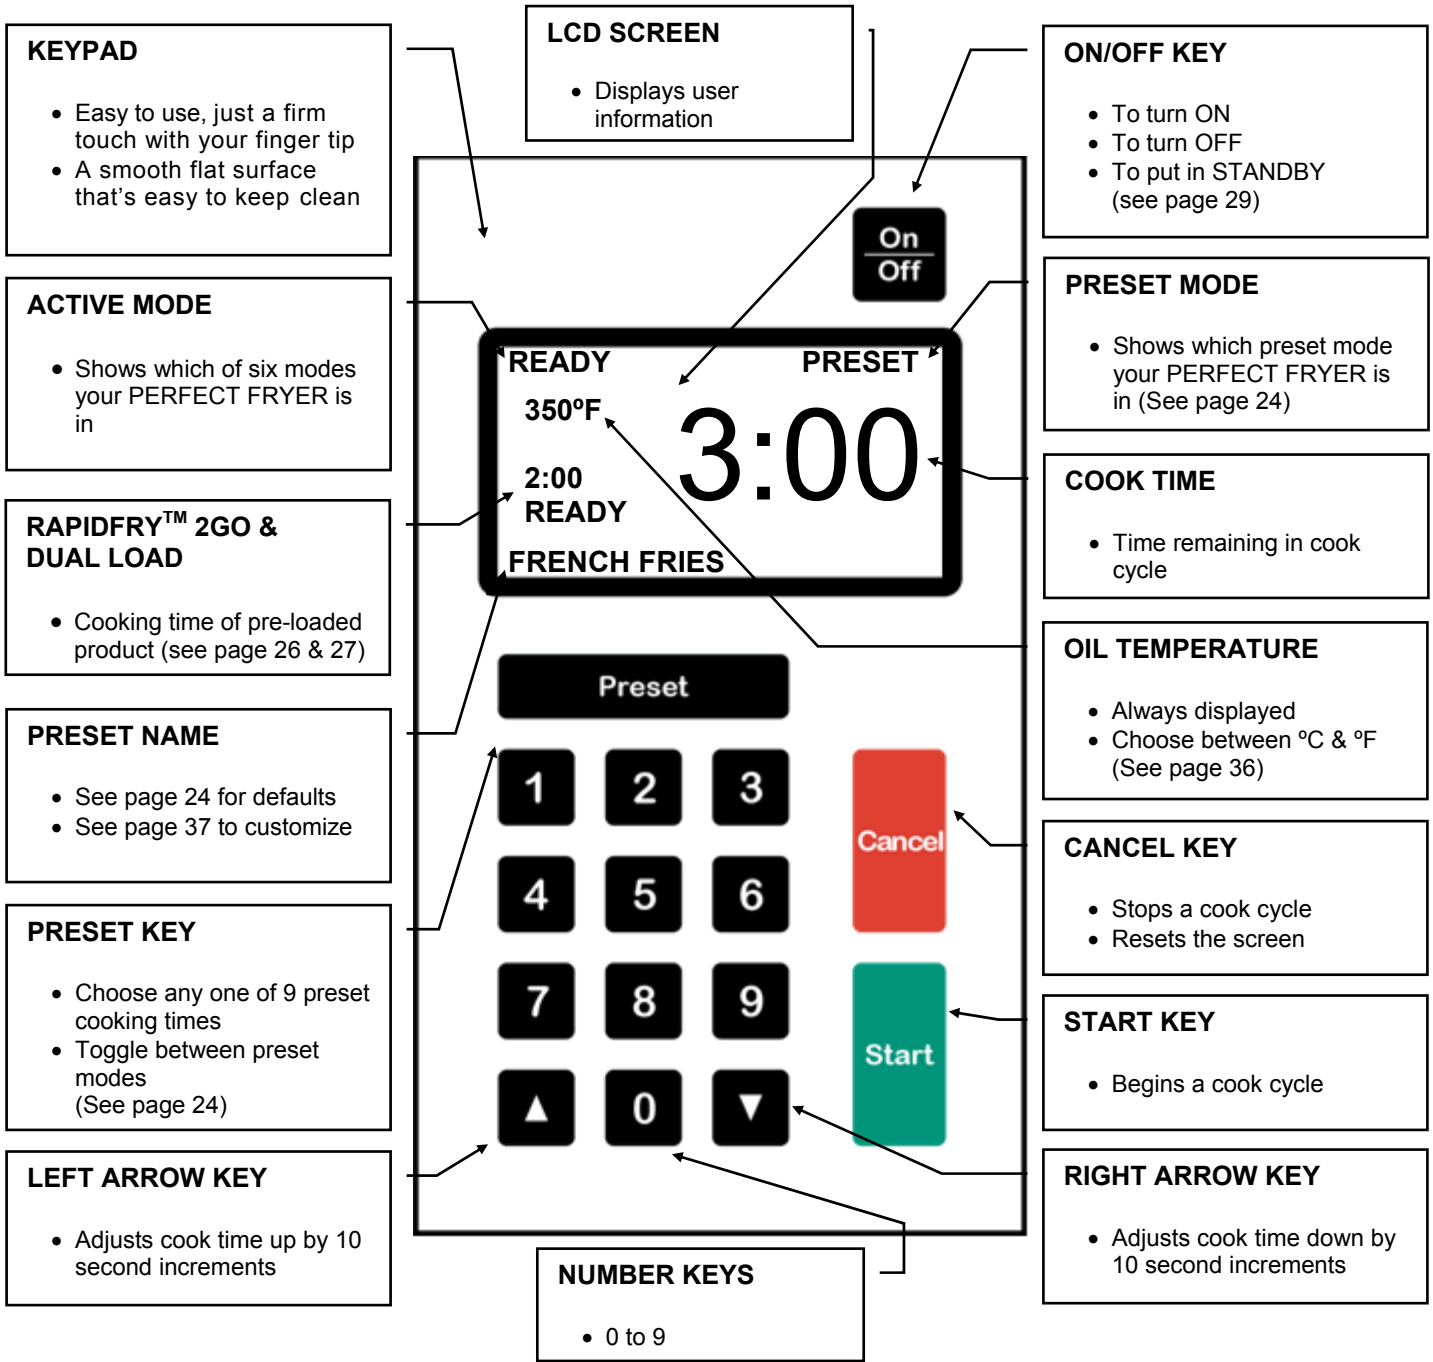 KEYPAD
• Easy to use, just a firm
touch with your finger tip
• A smooth flat surface
that's easy to keep clean
ACTIVE MODE
• Shows which of six modes
your PERFECT FRYER is
in
RAPIDFRY™ 2GO &
DUAL LOAD
• Cooking time of pre-loaded
product (see page 26 & 27)
PRESET NAME
• See page 24 for defaults
• See page 37 to customize
PRESET KEY
• Choose any one of 9 preset
cooking times
• Toggle between preset
modes
(See page 24)
LEFT ARROW KEY
• Adjusts cook time up by 10
second increments
LCD SCREEN
• Displays user
information
On
Off
READY PRESET
350ºF
3:00
2:00
READY
FRENCH FRIES
Preset
1 2 3
Cancel
4 5 6
7 8 9
Start
▲ 0 ▼
NUMBER KEYS
• 0 to 9
ON/OFF KEY
• To turn ON
• To turn OFF
• To put in STANDBY
(see page 29)
PRESET MODE
• Shows which preset mode
your PERFECT FRYER is
in (See page 24)
COOK TIME
• Time remaining in cook
cycle
OIL TEMPERATURE
• Always displayed
• Choose between ºC & ºF
(See page 36)
CANCEL KEY
• Stops a cook cycle
• Resets the screen
START KEY
• Begins a cook cycle
RIGHT ARROW KEY
• Adjusts cook time down by
10 second increments